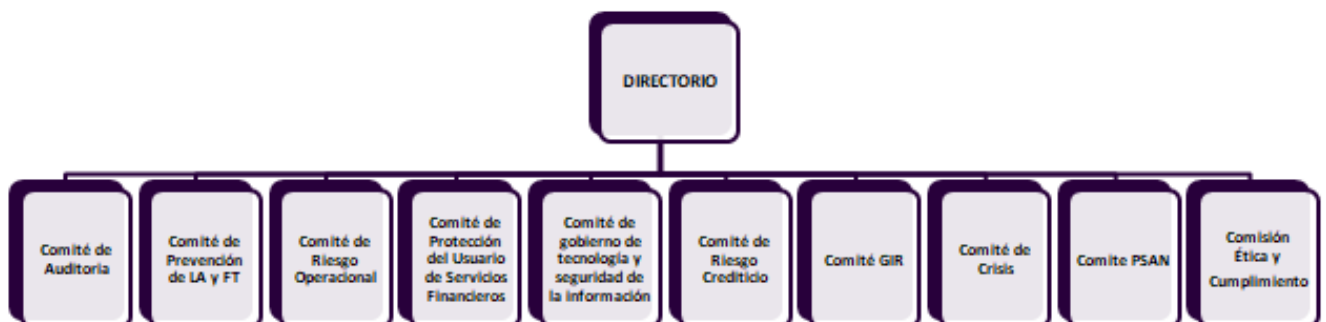 DIRECTORIO
Comité de
Auditoria
Comité de
Prevención
de LA y FT
Comité de
Riesgo
Operacional
Comité de
Protección
del Usuario
de Servicios
Financieros
Comité de
gobierno de
tecnología y
seguridad de
la información
Comité de
Riesgo
Crediticio
Comité GIR
Comité de
Crisis
Comite PSAN
Comisión
Ética y
Cumplimiento